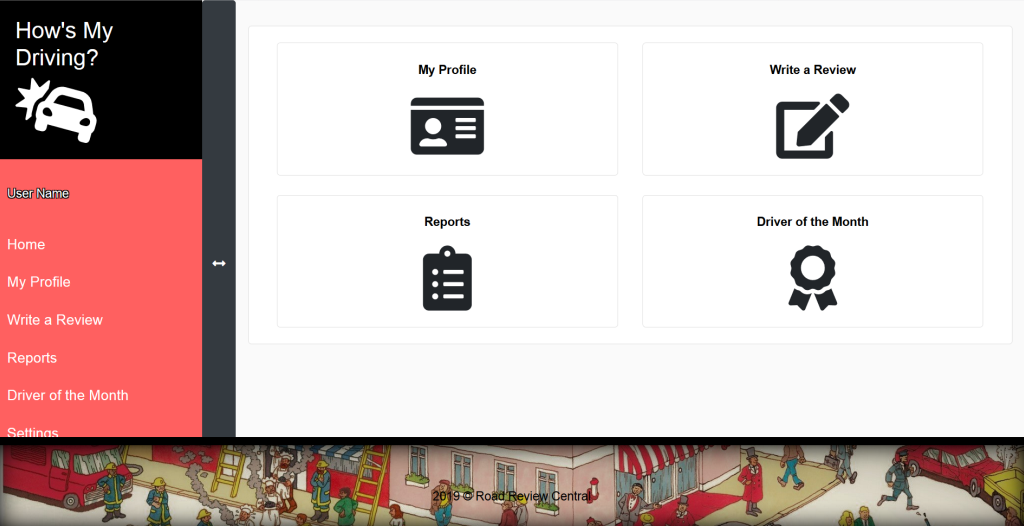 How's My
Driving?
User Name
Home
My Profile
Write a Review
Reports
Driver of the Month
Settings
My Profile
Write a Review
Reports
Driver of the Month
2019 © Road Review Central